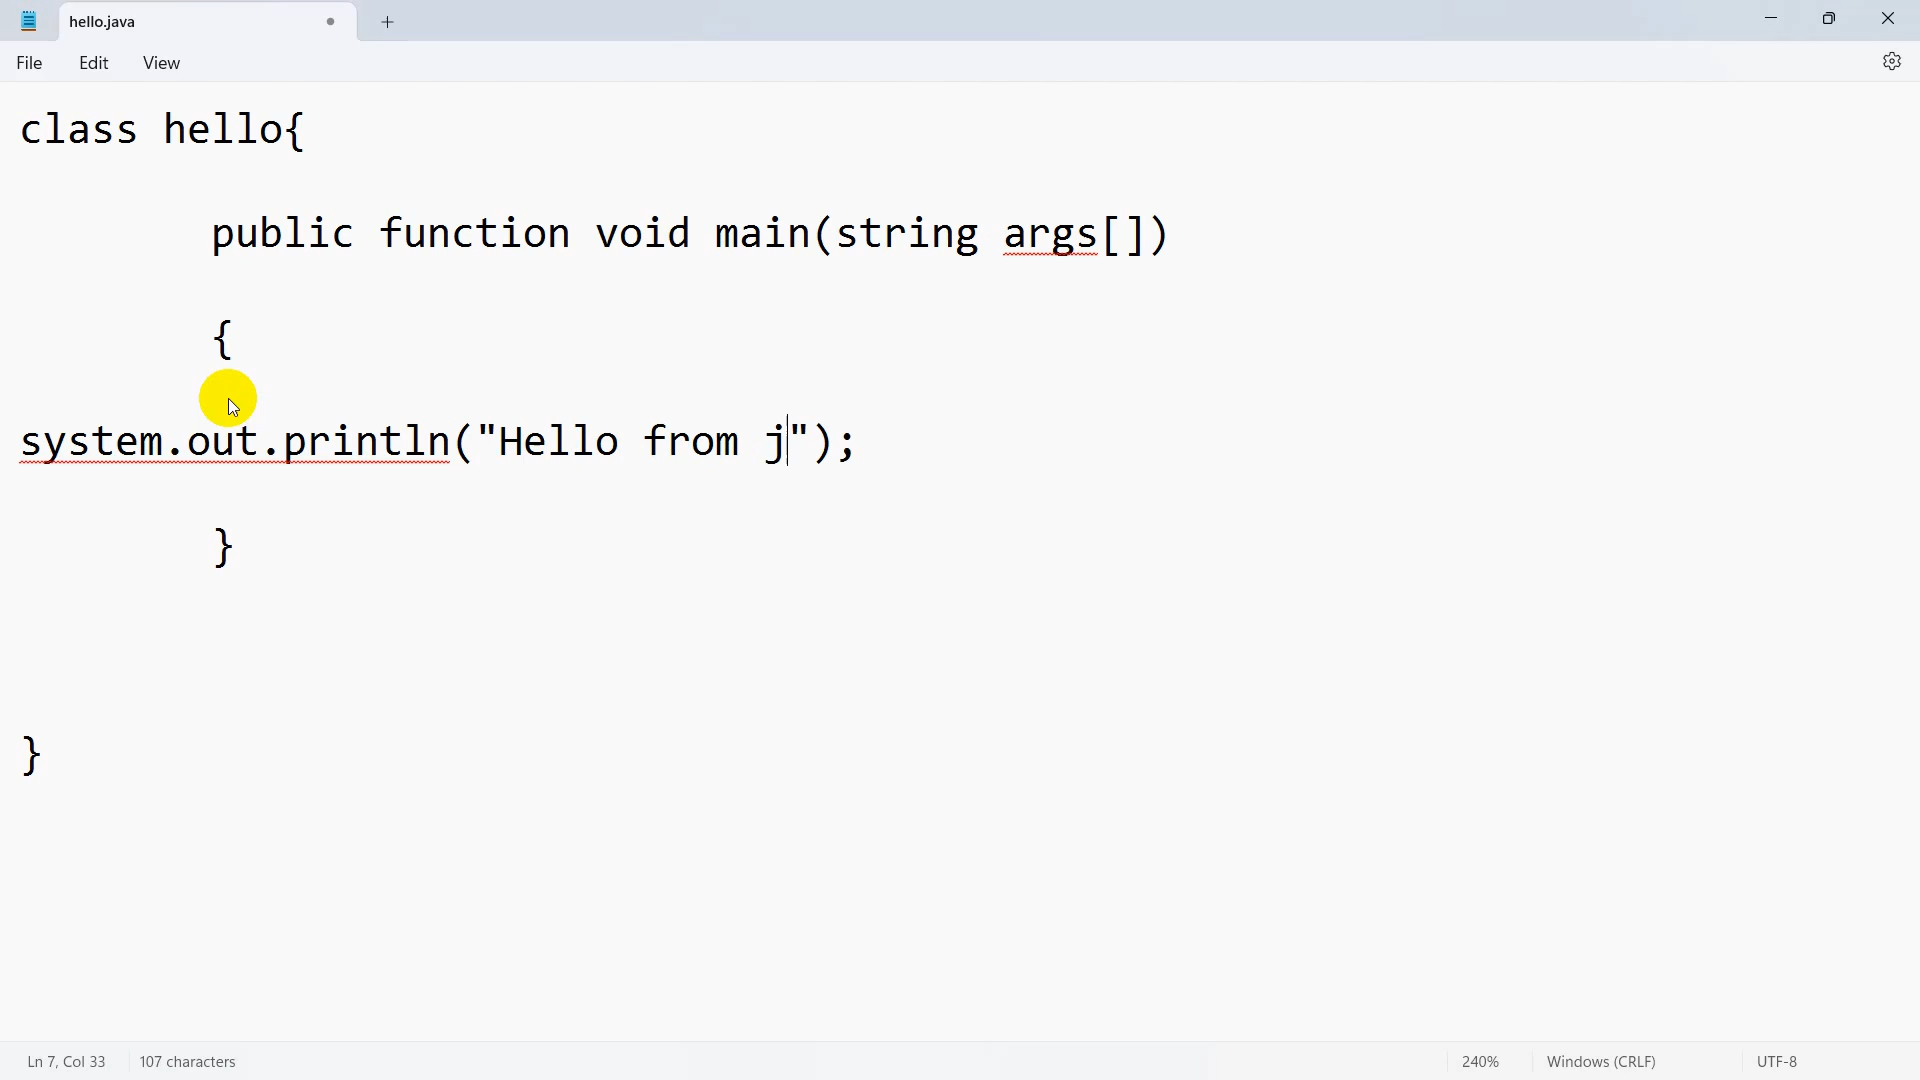 hello.java
File Edit View
class hello{
public function void main(string args[])
{
system.out.println("Hello from j");
}
}
Ln 7, Col 33 107 characters 240% Windows (CRLF) UTF-8